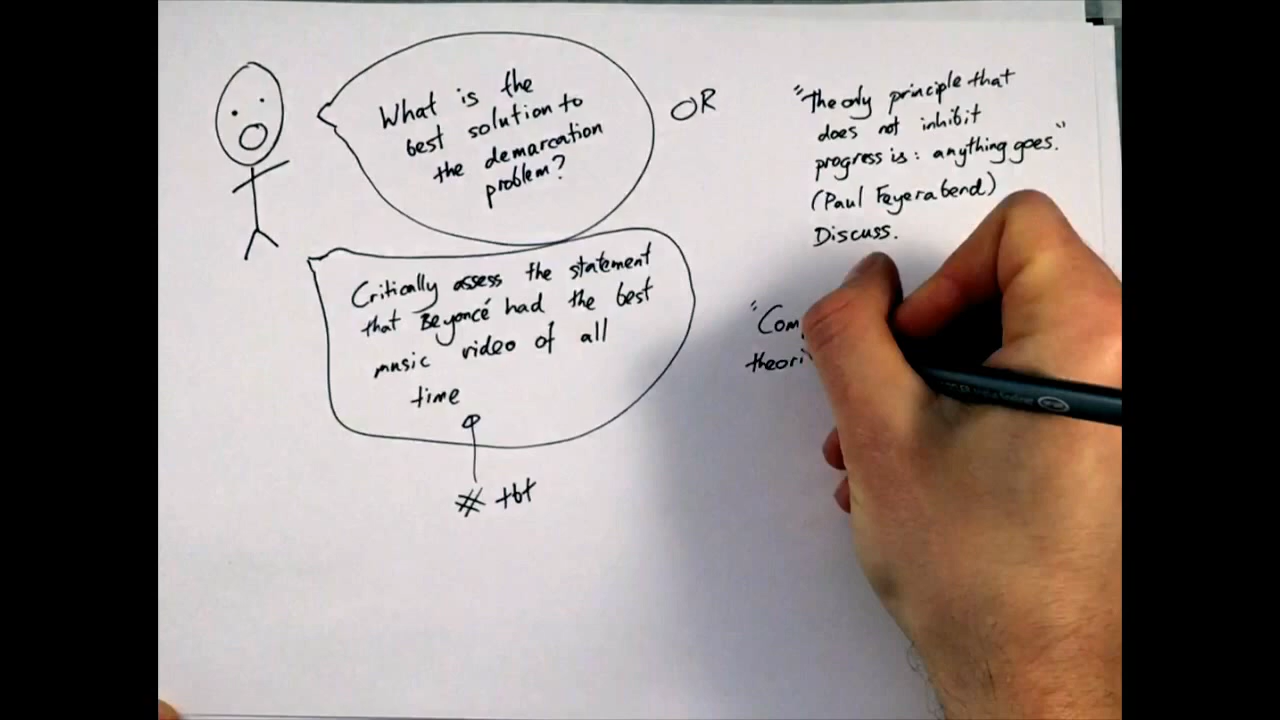 What is the
best solution to
the demarcation
problem?
OR
"The only principle that
does not inhibit
progress is: anything goes."
(Paul Feyerabend)
Discuss.
Critically assess the statement
that Beyoncé had the best
music video of all
time
# tbt